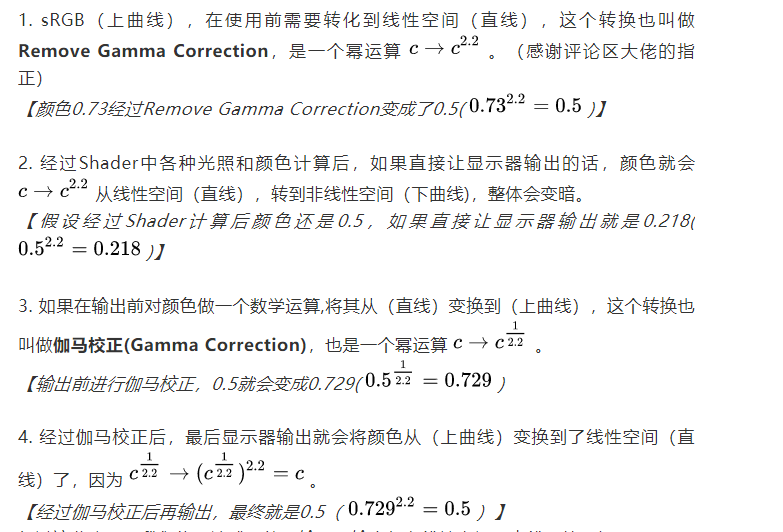 1. sRGB（上曲线），在使用前需要转化到线性空间（直线），这个转换也叫做
Remove Gamma Correction，是一个幂运算 c → c^2.2 。（感谢评论区大佬的指
正）
【颜色0.73经过Remove Gamma Correction变成了0.5(0.73^2.2 = 0.5 )】
2. 经过Shader中各种光照和颜色计算后，如果直接让显示器输出的话，颜色就会
c → c^2.2 从线性空间（直线），转到非线性空间（下曲线)，整体会变暗。
【假设经过Shader计算后颜色还是0.5，如果直接让显示器输出就是0.218(
0.5^2.2 = 0.218 )】
3. 如果在输出前对颜色做一个数学运算,将其从（直线）变换到（上曲线），这个转换也
叫做伽马校正(Gamma Correction)，也是一个幂运算 c → c^(1/2.2) 。
【输出前进行伽马校正，0.5就会变成0.729(0.5^(1/2.2) = 0.729 )
4. 经过伽马校正后，最后显示器输出就会将颜色从（上曲线）变换到了线性空间（直
线）了，因为 c^(1/2.2) → (c^(1/2.2))^2.2 = c 。
【经过伽马校正后再输出，最终就是0.5（ 0.729^2.2 = 0.5 ）】